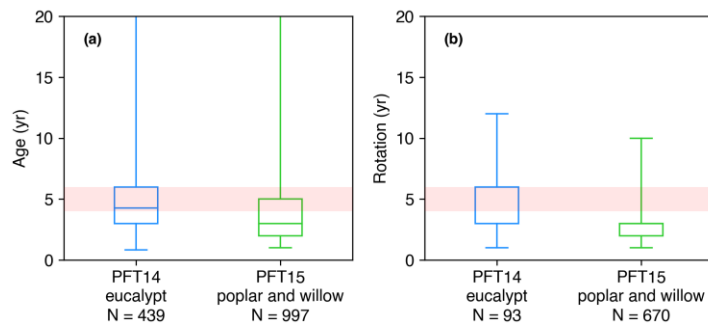 (a)
Age (yr)
20
15
10
5
0
PFT14
eucalypt
N = 439
PFT15
poplar and willow
N = 997
(b)
Rotation (yr)
20
15
10
5
0
PFT14
eucalypt
N = 93
PFT15
poplar and willow
N = 670